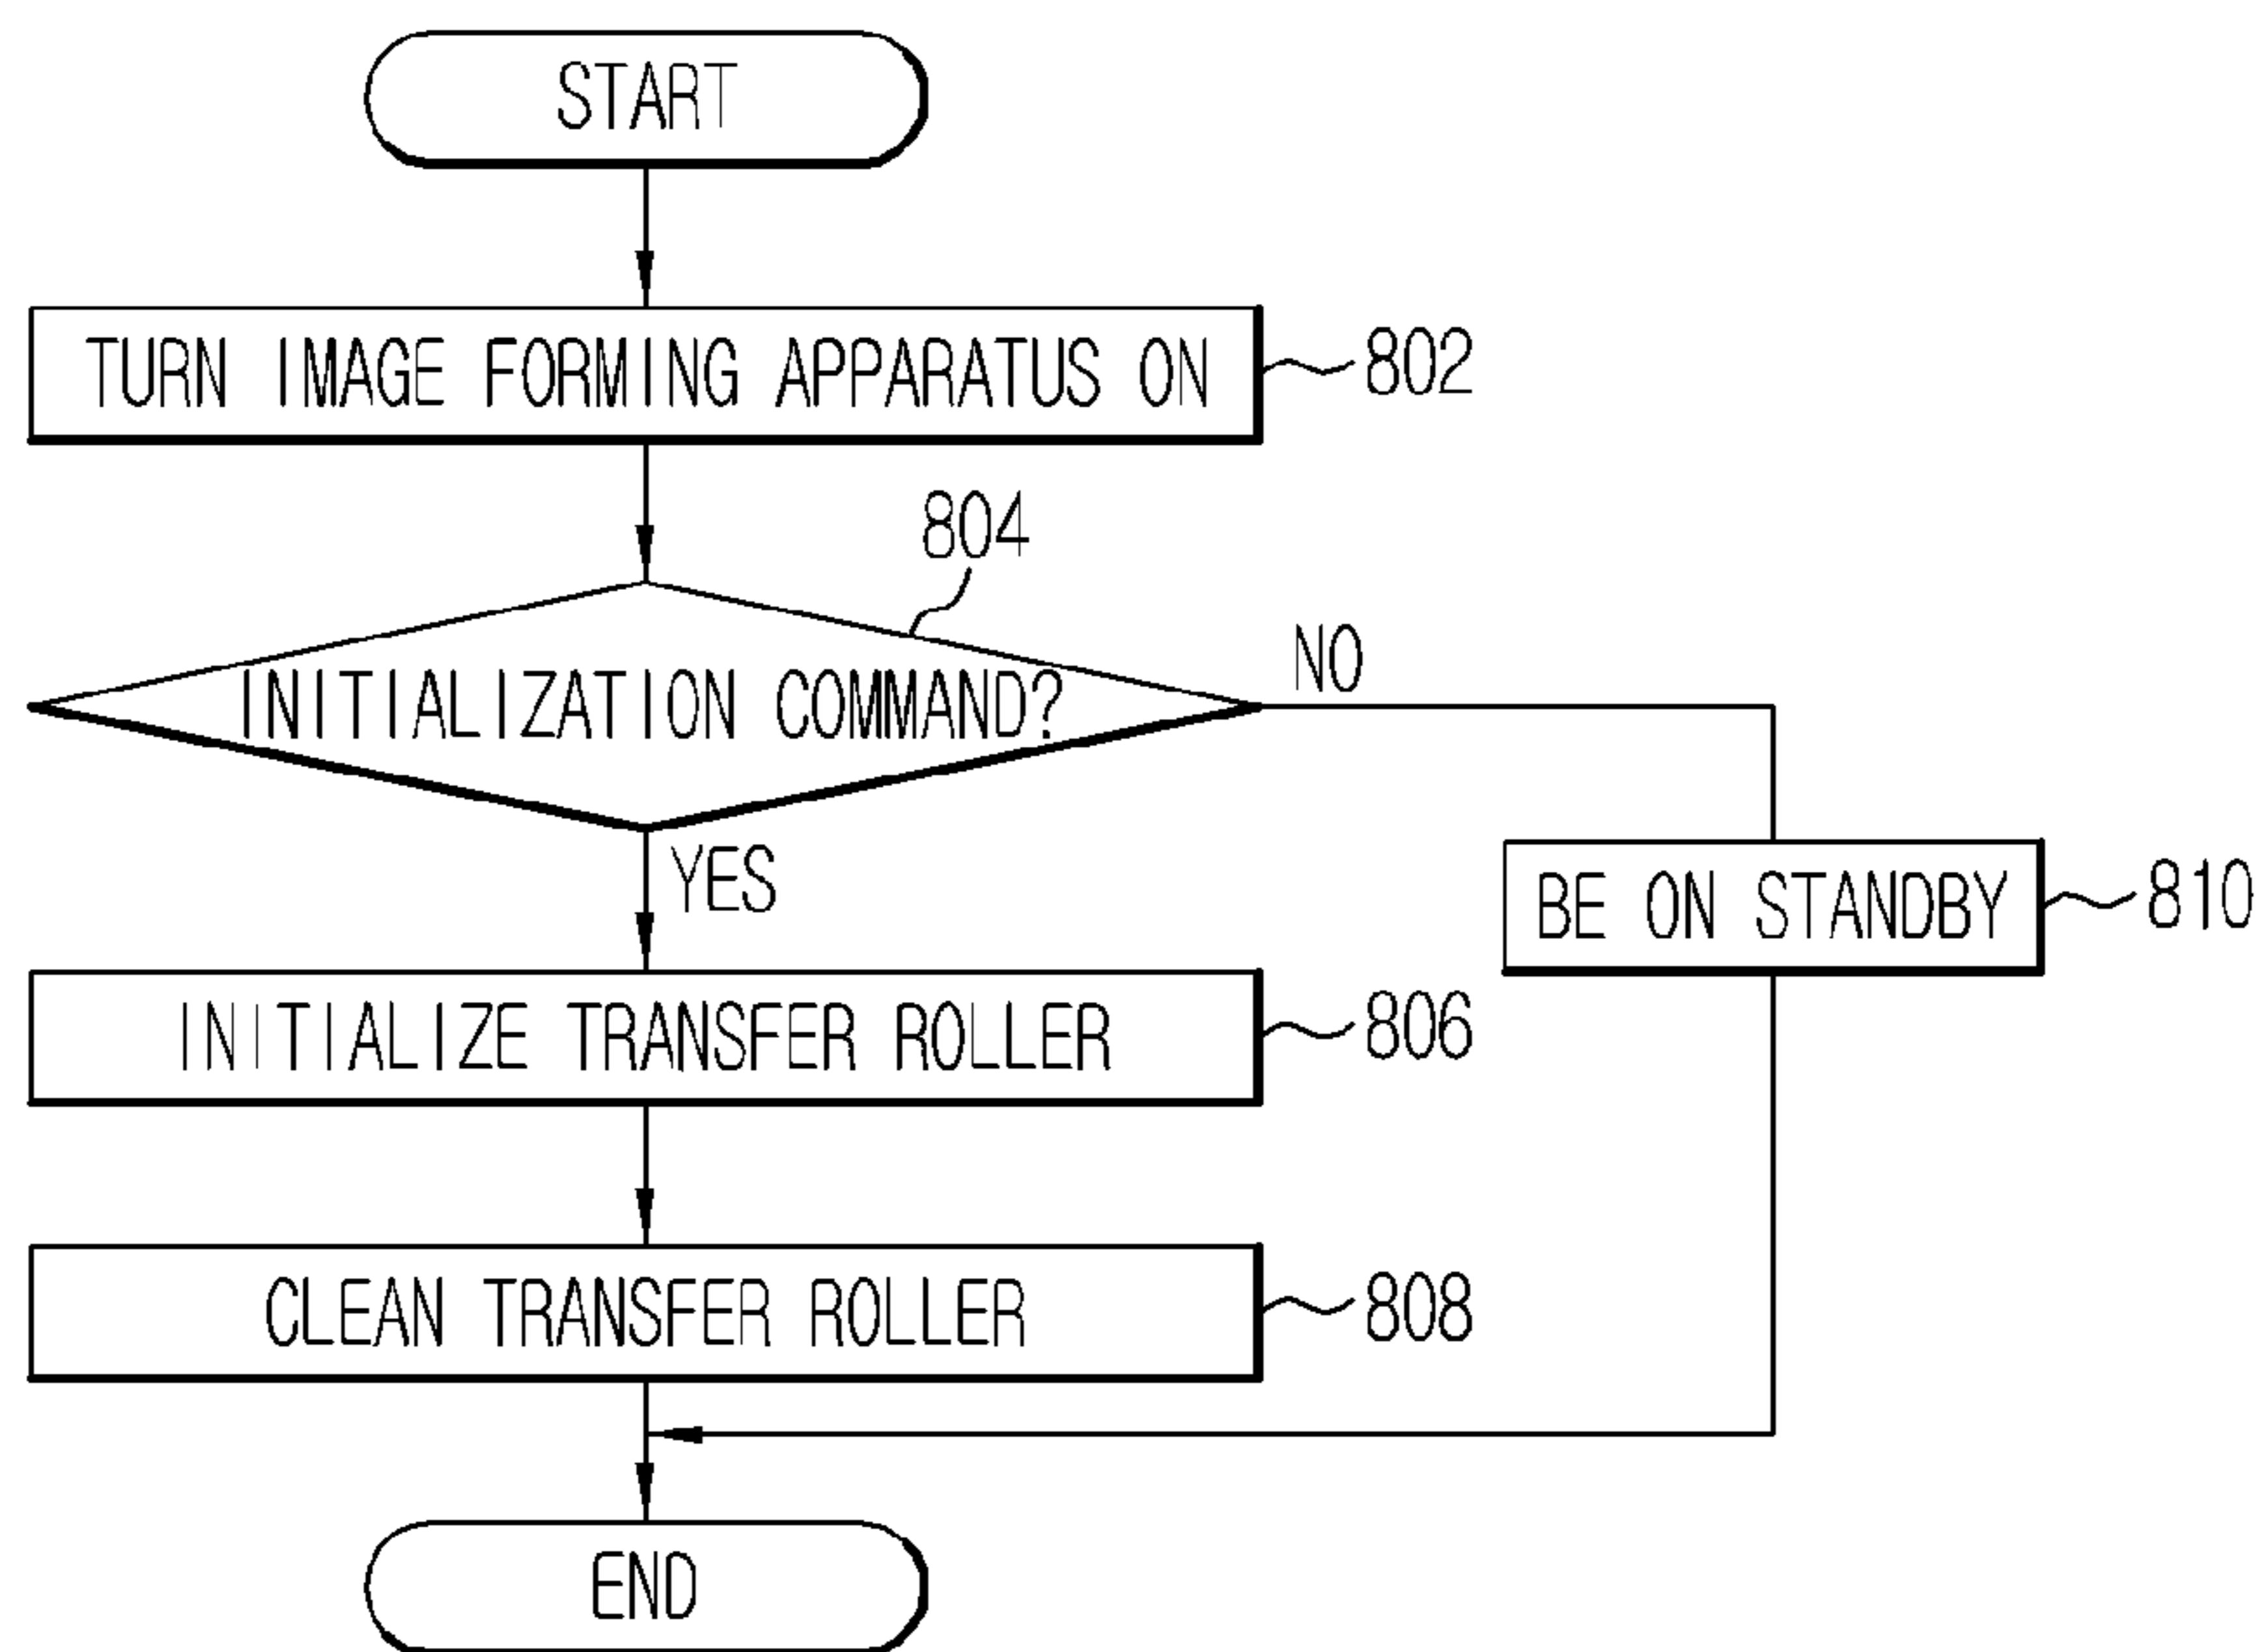 START
TURN IMAGE FORMING APPARATUS ON
802
804
INITIALIZATION COMMAND?
NO
YES
BE ON STANDBY
810
INITIALIZE TRANSFER ROLLER
806
CLEAN TRANSFER ROLLER
808
END